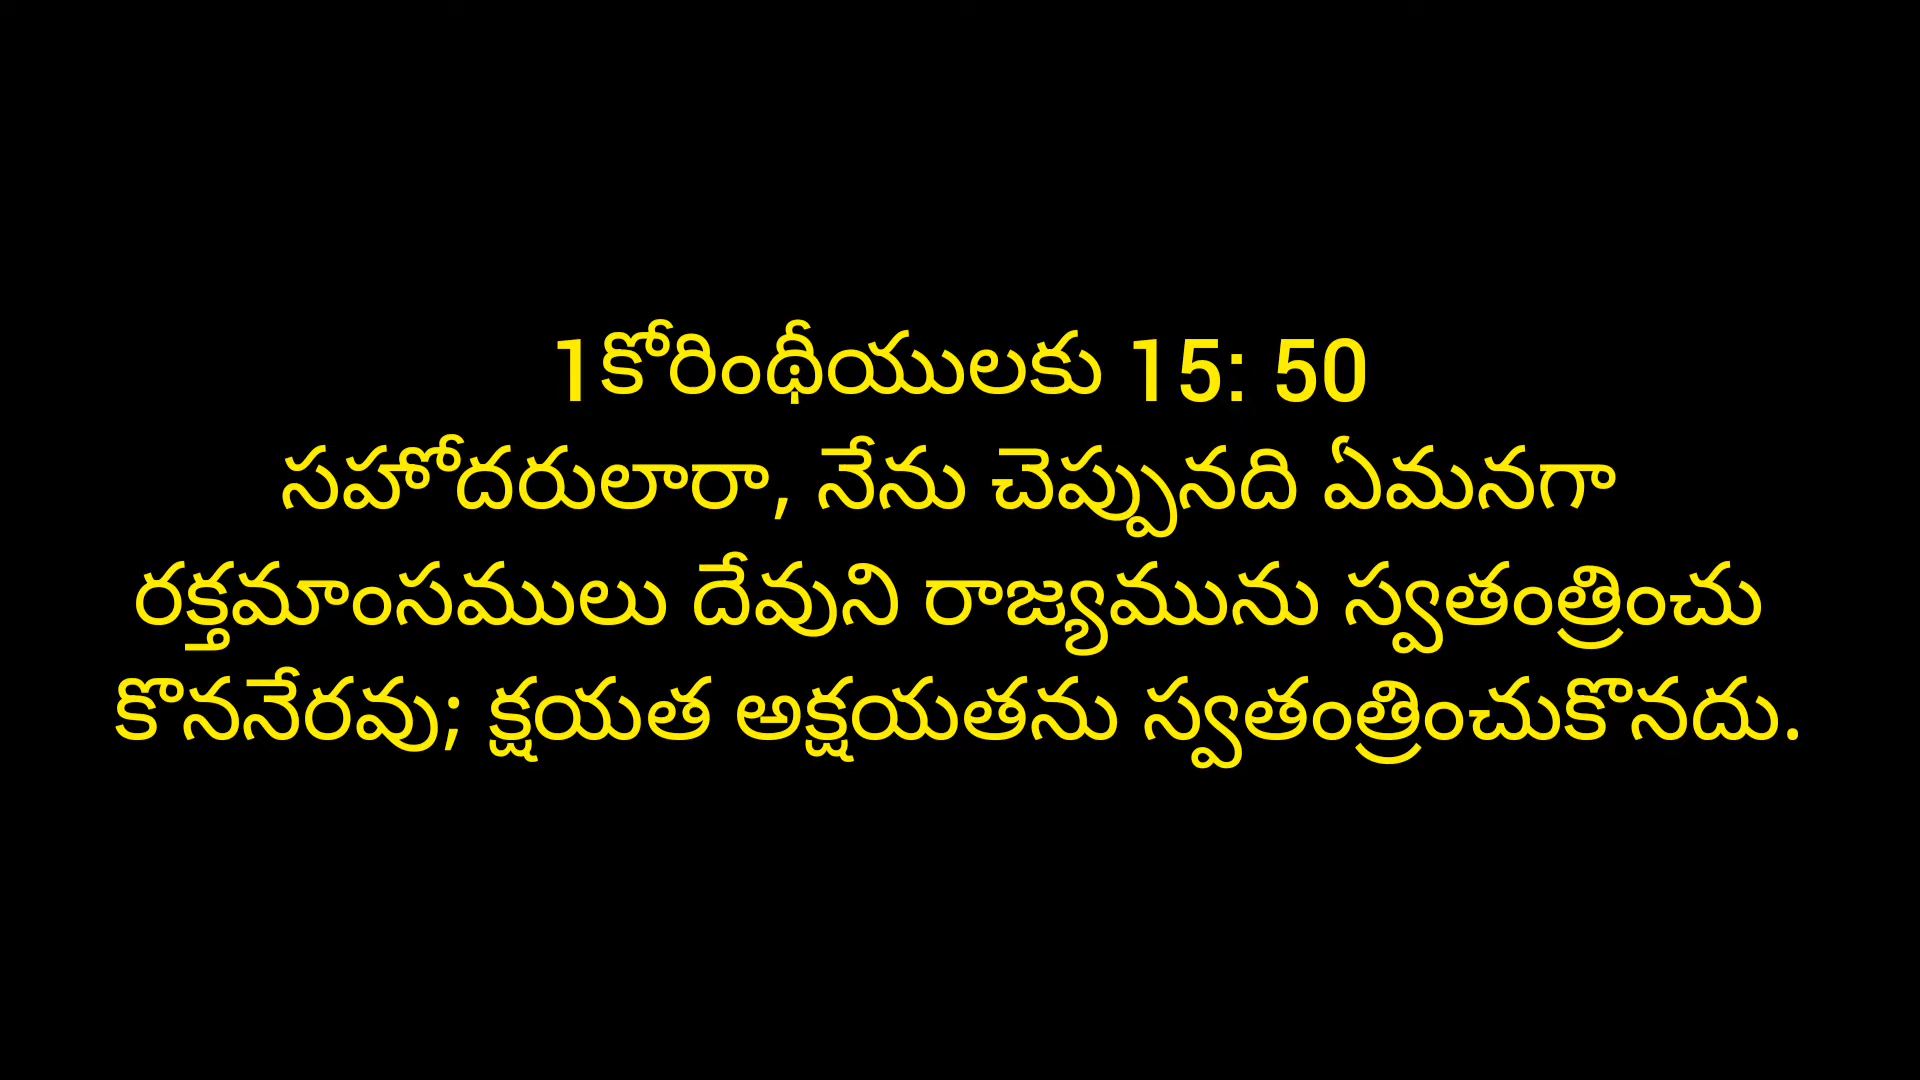 1కోరింథీయులకు 15: 50
సహోదరులారా, నేను చెప్పునది ఏమనగా
రక్తమాంసములు దేవుని రాజ్యమును స్వతంత్రించు
కొననేరవు; క్షయత అక్షయతను స్వతంత్రించుకొనదు.